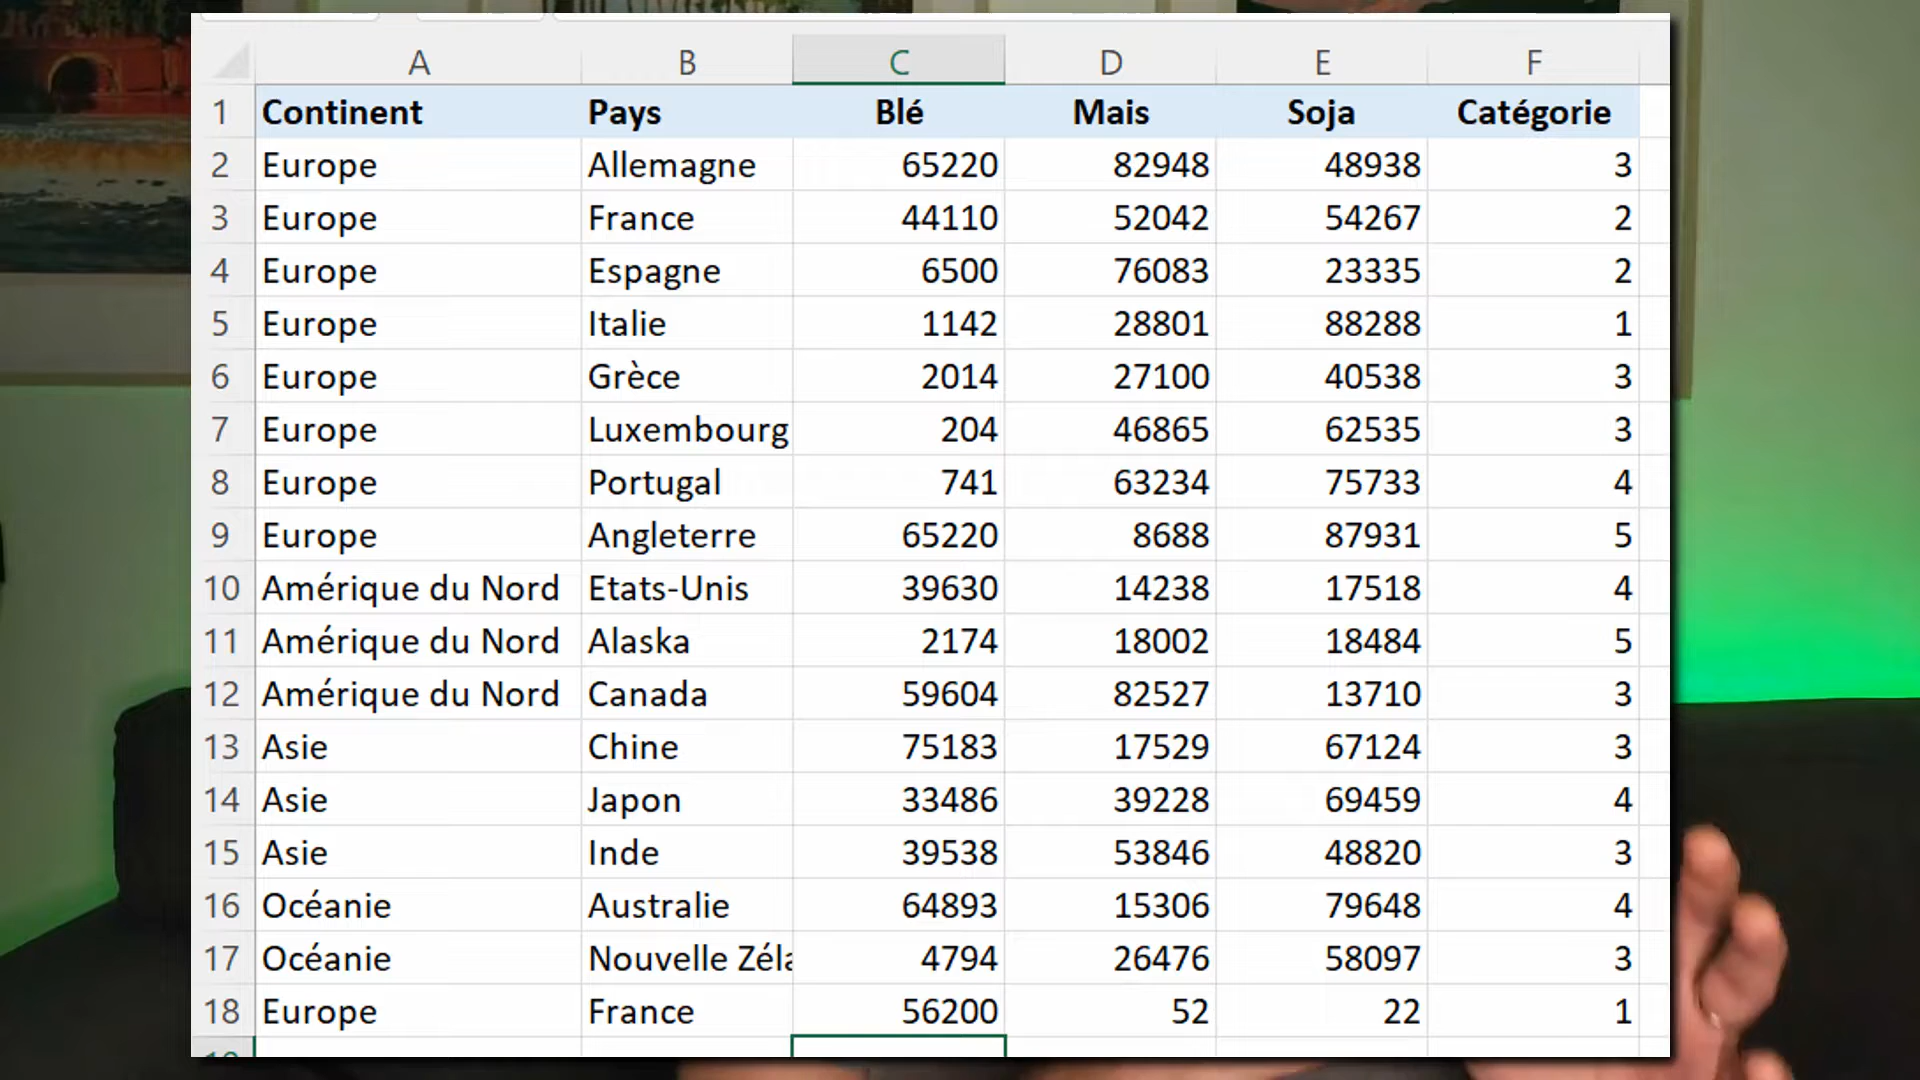 A B C D E F
1 Continent Pays Blé Mais Soja Catégorie
2 Europe Allemagne 65220 82948 48938 3
3 Europe France 44110 52042 54267 2
4 Europe Espagne 6500 76083 23335 2
5 Europe Italie 1142 28801 88288 1
6 Europe Grèce 2014 27100 40538 3
7 Europe Luxembourg 204 46865 62535 3
8 Europe Portugal 741 63234 75733 4
9 Europe Angleterre 65220 8688 87931 5
10 Amérique du Nord Etats-Unis 39630 14238 17518 4
11 Amérique du Nord Alaska 2174 18002 18484 5
12 Amérique du Nord Canada 59604 82527 13710 3
13 Asie Chine 75183 17529 67124 3
14 Asie Japon 33486 39228 69459 4
15 Asie Inde 39538 53846 48820 3
16 Océanie Australie 64893 15306 79648 4
17 Océanie Nouvelle 4794 26476 58097 3
18 Europe France 56200 52 22 1